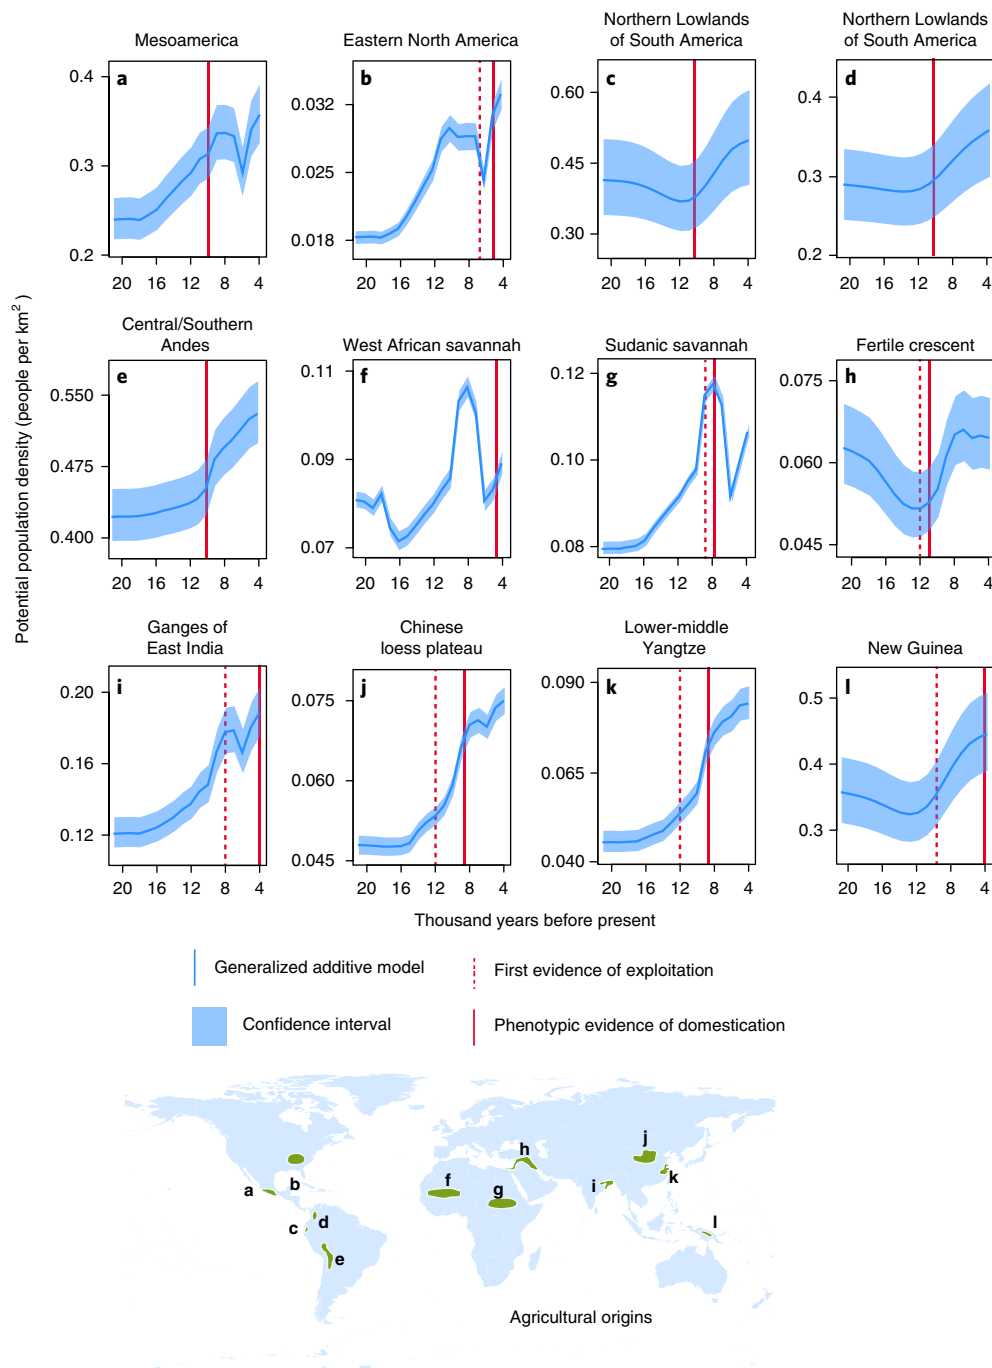 Mesoamerica
a
0.4
0.3
0.2
20 16 12 8 4
Eastern North America
b
0.032
0.025
0.018
20 16 12 8 4
Northern Lowlands
of South America
c
0.60
0.45
0.30
20 16 12 8 4
Northern Lowlands
of South America
d
0.4
0.3
0.2
20 16 12 8 4
Central/Southern
Andes
e
0.550
0.475
0.400
20 16 12 8 4
West African savannah
f
0.11
0.09
0.07
20 16 12 8 4
Sudanic savannah
g
0.12
0.10
0.08
20 16 12 8 4
Fertile crescent
h
0.075
0.060
0.045
20 16 12 8 4
Ganges of
East India
i
0.20
0.16
0.12
20 16 12 8 4
Chinese
loess plateau
j
0.075
0.060
0.045
20 16 12 8 4
Lower-middle
Yangtze
k
0.090
0.065
0.040
20 16 12 8 4
New Guinea
l
0.5
0.4
0.3
20 16 12 8 4
Potential population density (people per km²)
Thousand years before present
Generalized additive model
First evidence of exploitation
Confidence interval
Phenotypic evidence of domestication
a
b
c
d
e
f
g
h
i
j
k
l
Agricultural origins